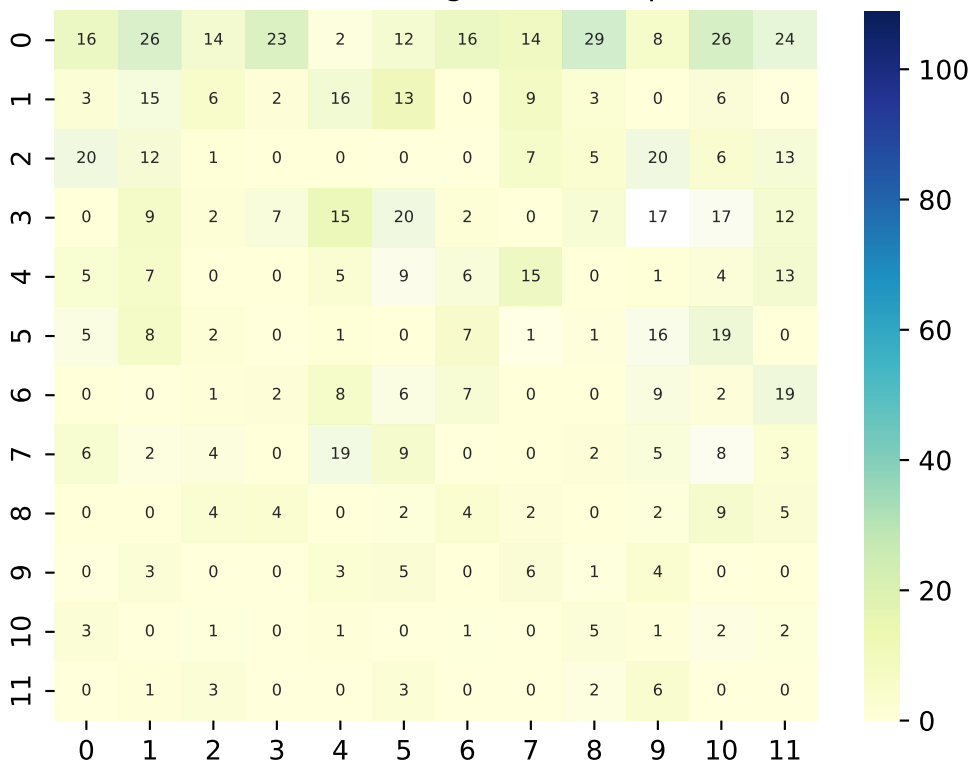 0 16 26 14 23 2 12 16 14 29 8 26 24
1 3 15 6 2 16 13 0 9 3 0 6 0
2 20 12 1 0 0 0 0 7 5 20 6 13
3 0 9 2 7 15 20 2 0 7 17 17 12
4 5 7 0 0 5 9 6 15 0 1 4 13
5 5 8 2 0 1 0 7 1 1 16 19 0
6 0 0 1 2 8 6 7 0 0 9 2 19
7 6 2 4 0 19 9 0 0 2 5 8 3
8 0 0 4 4 0 2 4 2 0 2 9 5
9 0 3 0 0 3 5 0 6 1 4 0 0
10 3 0 1 0 1 0 1 0 5 1 2 2
11 0 1 3 0 0 3 0 0 2 6 0 0
0 1 2 3 4 5 6 7 8 9 10 11
100
80
60
40
20
0